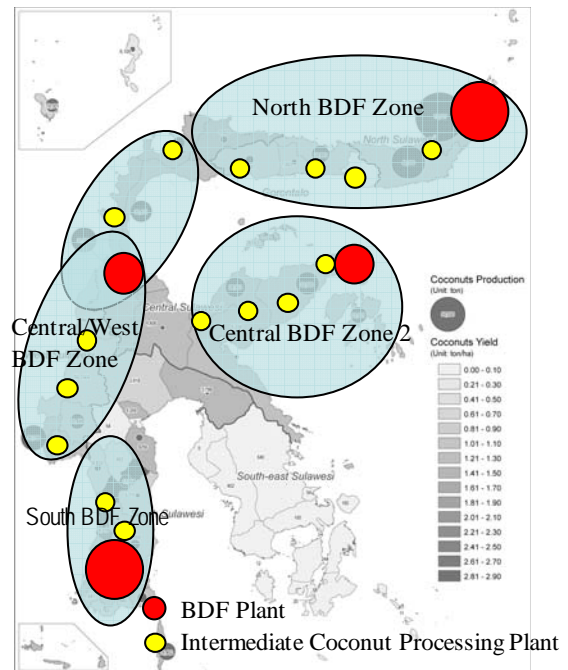 North BDF Zone
North Sulawesi
Gorontalo
Coconuts Production
(Unit: ton)
Coconuts Yield
(Unit: ton/ha)
0.00 - 0.10
0.21 - 0.30
0.41 - 0.50
0.61 - 0.70
0.81 - 0.90
1.01 - 1.10
1.21 - 1.30
1.41 - 1.50
1.61 - 1.70
1.81 - 1.90
2.01 - 2.10
2.21 - 2.30
2.41 - 2.50
2.61 - 2.70
2.81 - 2.90
Central Sulawesi
Central/West
BDF Zone
Central BDF Zone 2
South-east Sulawesi
South BDF Zone
Sulawesi
BDF Plant
Intermediate Coconut Processing Plant